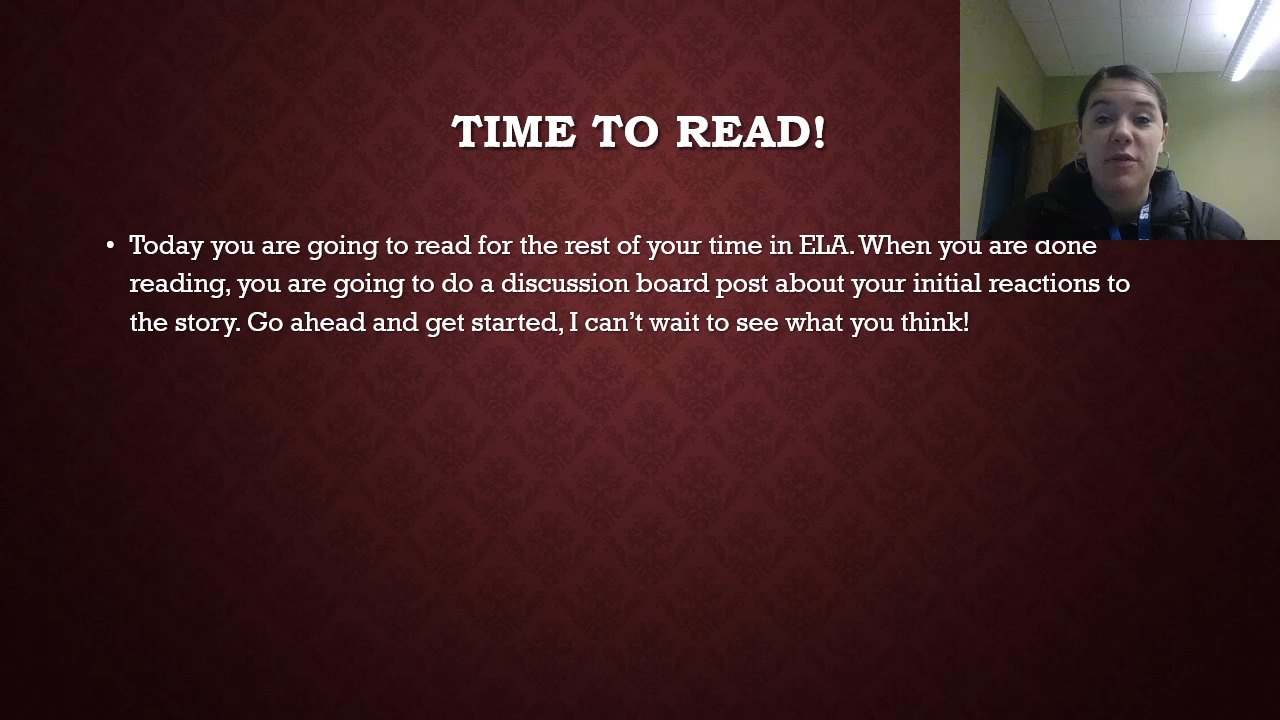 TIME TO READ!
• Today you are going to read for the rest of your time in ELA. When you are done
reading, you are going to do a discussion board post about your initial reactions to
the story. Go ahead and get started, I can’t wait to see what you think!